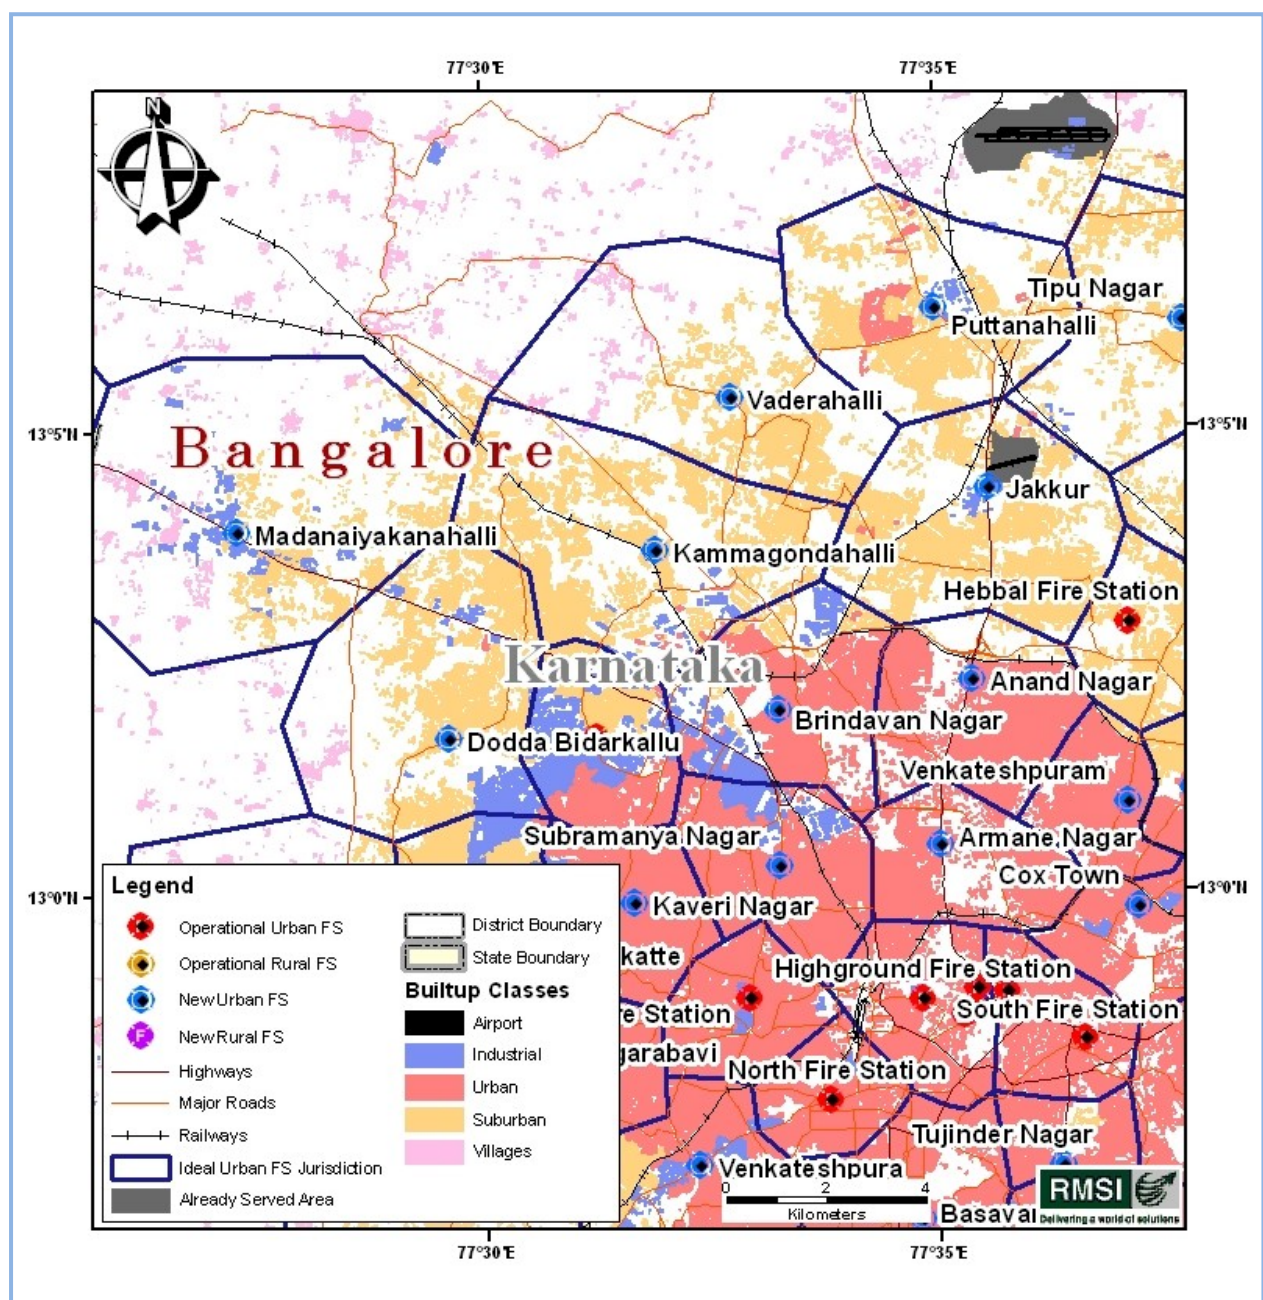 77°30'E 77°35'E
N
Tipu Nagar
Puttanahalli
Vaderahalli
13°5'N 13°5'N
Bangalore
Jakkur
Madanaiyakanahalli
Kammagondahalli
Hebbal Fire Station
Karnataka
Anand Nagar
Brindavan Nagar
Dodda Bidarkallu
Venkateshpuram
Subramanya Nagar
Armane Nagar
Cox Town
13°0'N 13°0'N
Kaveri Nagar
katte
Highground Fire Station
re Station
South Fire Station
garabavi
North Fire Station
Tujinder Nagar
Venkateshpura
Basava
Legend
Operational Urban FS
Operational Rural FS
New Urban FS
F New Rural FS
Highways
Major Roads
Railways
Ideal Urban FS Jurisdiction
Already Served Area
District Boundary
State Boundary
Builtup Classes
Airport
Industrial
Urban
Suburban
Villages
0 2 4
Kilometers
RMSI
Delivering a world of solutions
77°30'E 77°35'E